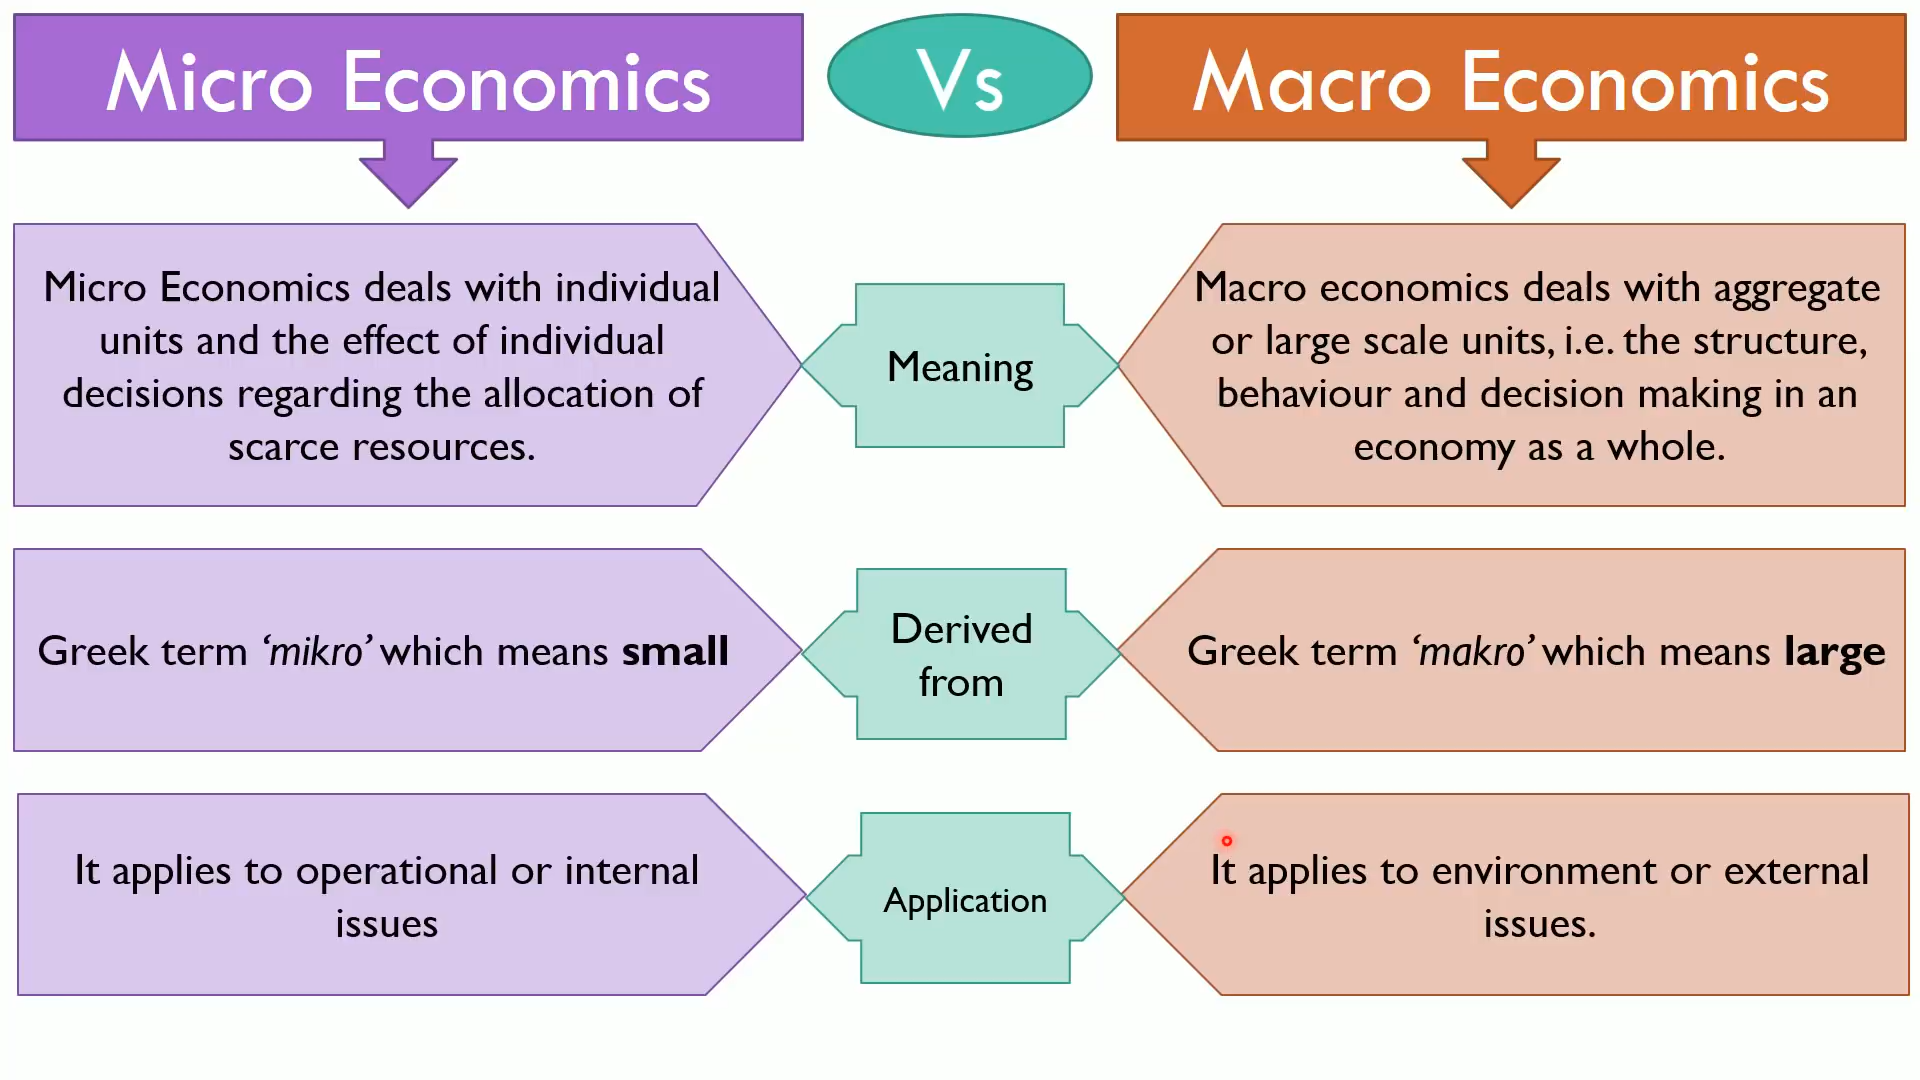 Micro Economics
Vs
Macro Economics
Micro Economics deals with individual
units and the effect of individual
decisions regarding the allocation of
scarce resources.
Meaning
Macro economics deals with aggregate
or large scale units, i.e. the structure,
behaviour and decision making in an
economy as a whole.
Greek term ‘mikro’ which means small
Derived
from
Greek term ‘makro’ which means large
It applies to operational or internal
issues
Application
It applies to environment or external
issues.